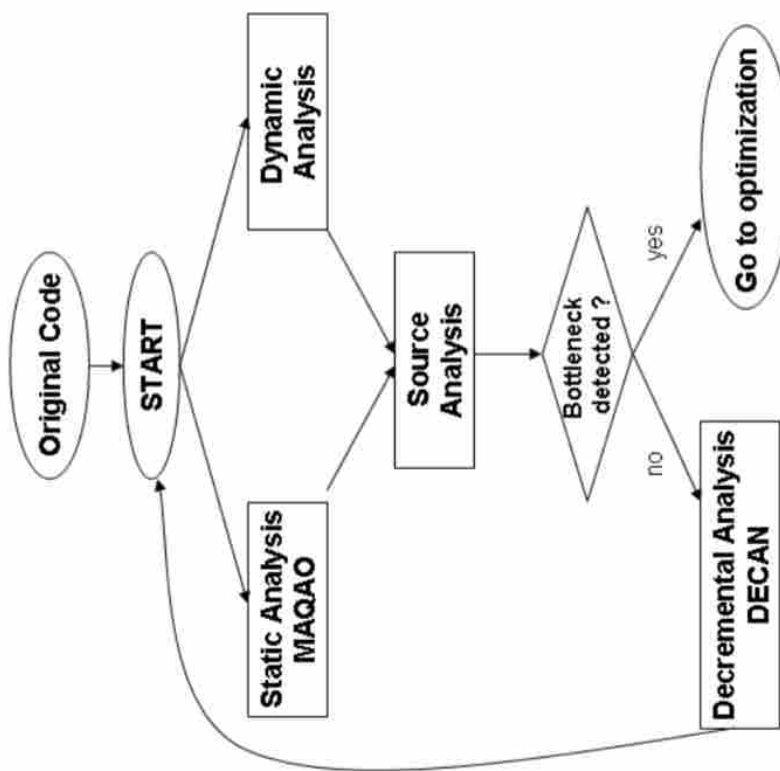 Original Code
START
Static Analysis
MAQAO
Dynamic
Analysis
Source
Analysis
Bottleneck
detected ?
no
yes
Decremental Analysis
DECAN
Go to optimization